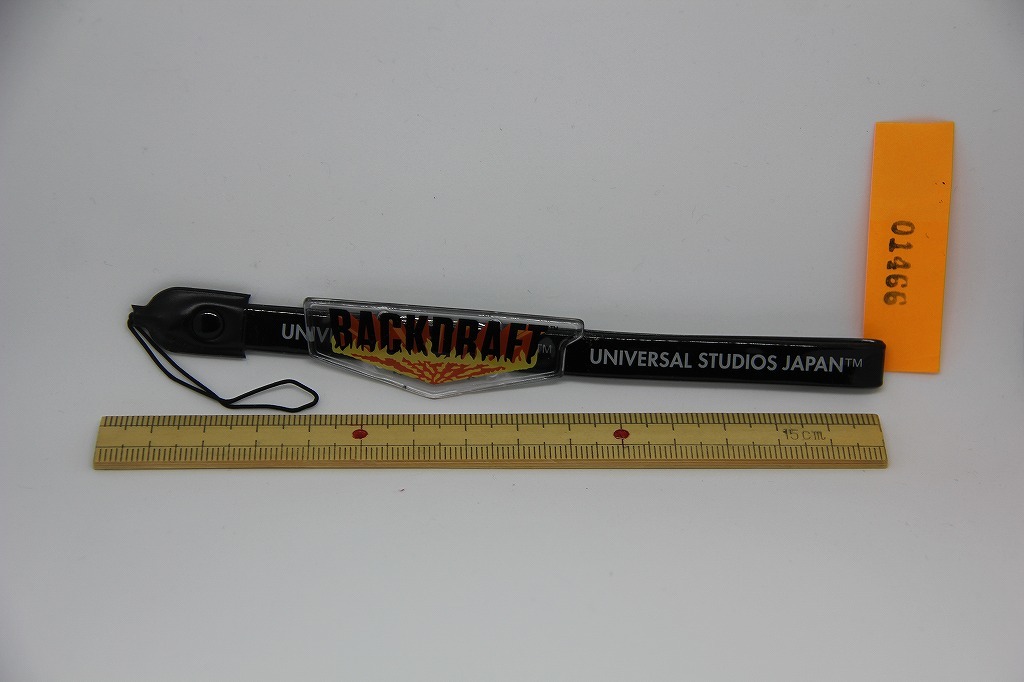 UNIV
BACKDRAFT™
UNIVERSAL STUDIOS JAPAN™
01466
15cm